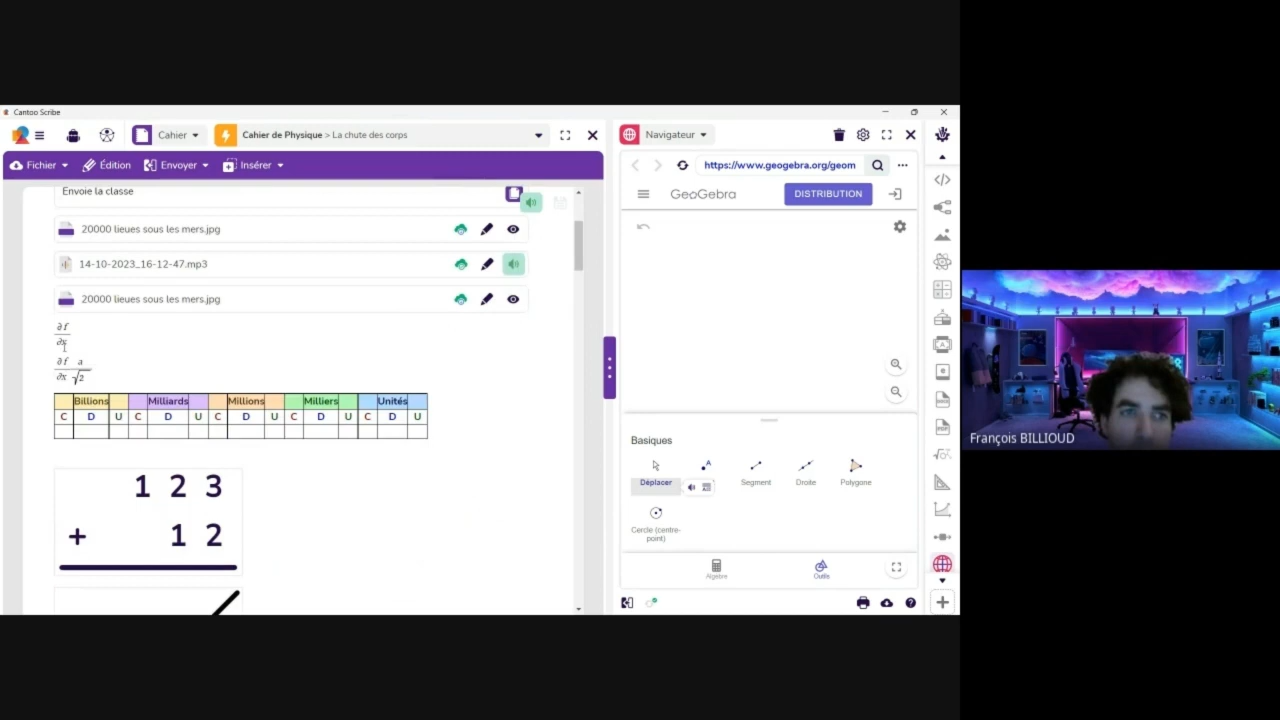 Cantoo Scribe
Cahier
Cahier de Physique > La chute des corps
Fichier Édition Envoyer Insérer
Envoie la classe
20000 lieues sous les mers.jpg
14-10-2023_16-12-47.mp3
20000 lieues sous les mers.jpg
∂f
∂x
∂f a
∂x √2
Billions Milliards Millions Milliers Unités
C D U C D U C D U C D U C D U
1 2 3
+ 1 2
Navigateur
https://www.geogebra.org/geom
GeoGebra DISTRIBUTION
Basiques
Déplacer Segment Droite Polygone
Cercle (centre-
point)
Algèbre Outils
François BILLIOUD